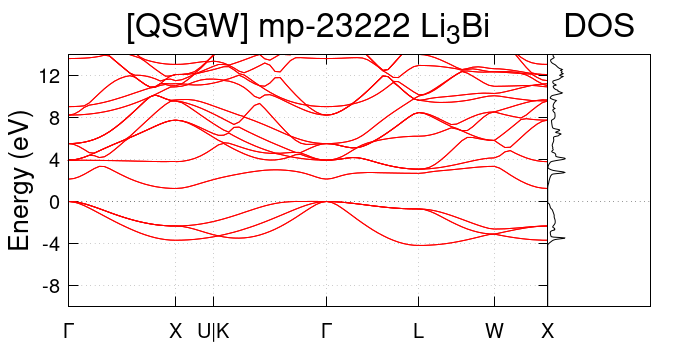 [QSGW] mp-23222 Li3Bi DOS
Energy (eV)
12
8
4
0
-4
-8
Γ X U|K Γ L W X